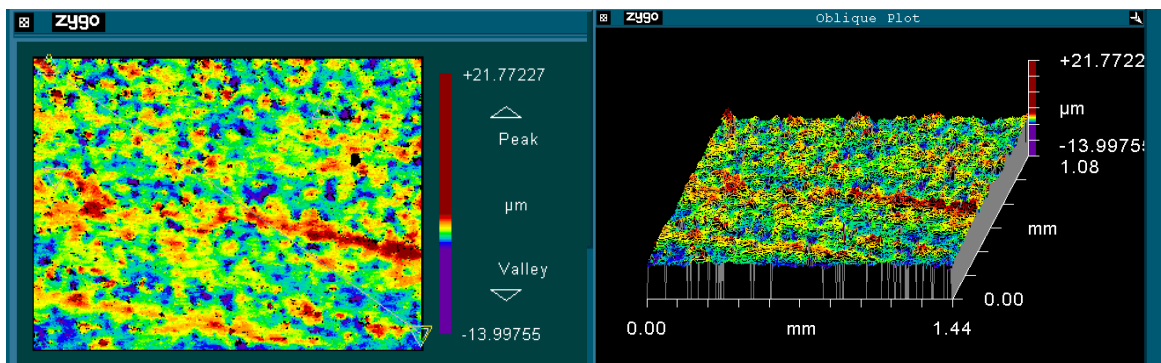 zygo
+21.77227
Peak
µm
Valley
-13.99755
zygo
Oblique Plot
+21.7722
µm
-13.99755
1.08
mm
0.00
0.00
mm
1.44